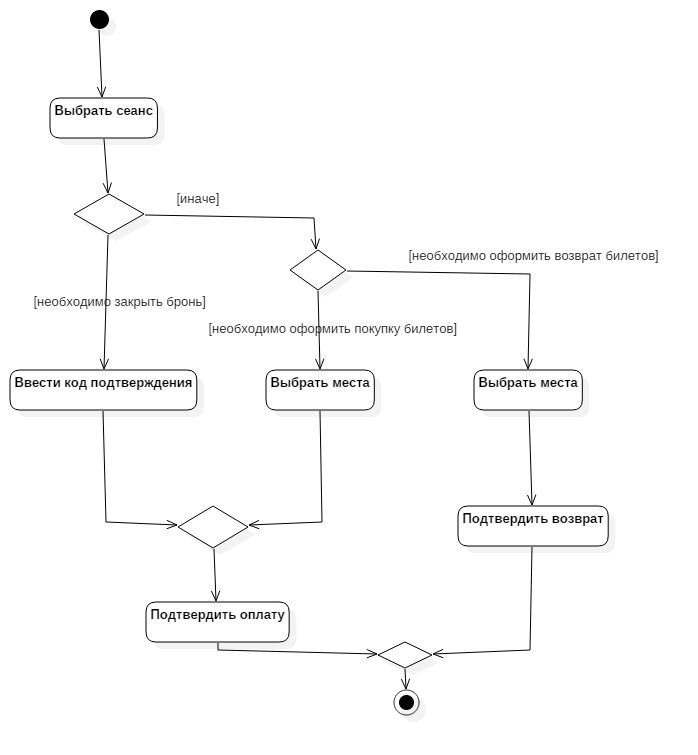 Выбрать сеанс
[иначе]
[необходимо оформить возврат билетов]
[необходимо закрыть бронь]
[необходимо оформить покупку билетов]
Ввести код подтверждения
Выбрать места
Выбрать места
Подтвердить возврат
Подтвердить оплату